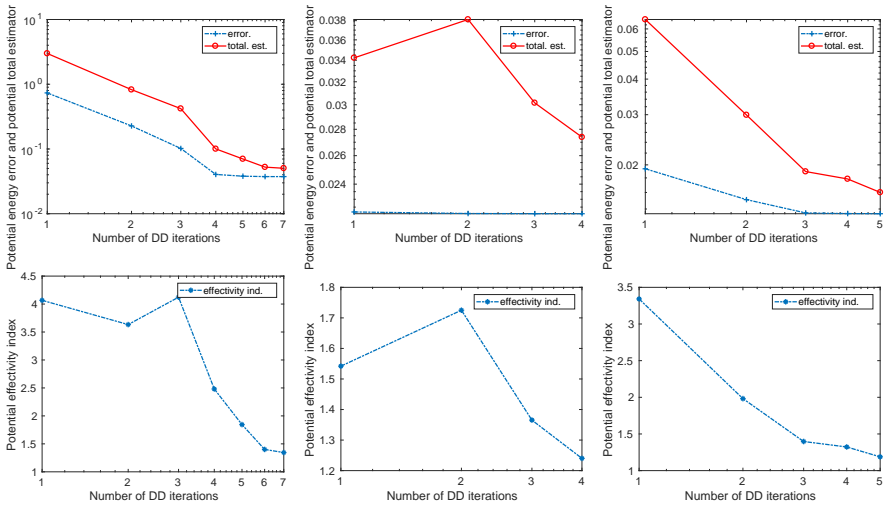 Potential energy error and potential total estimator
10^1
10^0
10^-1
10^-2
error.
total. est.
1 2 3 4 5 6 7
Number of DD iterations
Potential energy error and potential total estimator
0.038
0.036
0.034
0.032
0.03
0.028
0.026
0.024
error.
total. est.
1 2 3 4
Number of DD iterations
Potential energy error and potential total estimator
0.06
0.05
0.04
0.03
0.02
error.
total. est.
1 2 3 4 5
Number of DD iterations
Potential effectivity index
4.5
4
3.5
3
2.5
2
1.5
1
effectivity ind.
1 2 3 4 5 6 7
Number of DD iterations
Potential effectivity index
1.8
1.7
1.6
1.5
1.4
1.3
1.2
effectivity ind.
1 2 3 4
Number of DD iterations
Potential effectivity index
3.5
3
2.5
2
1.5
1
effectivity ind.
1 2 3 4 5
Number of DD iterations